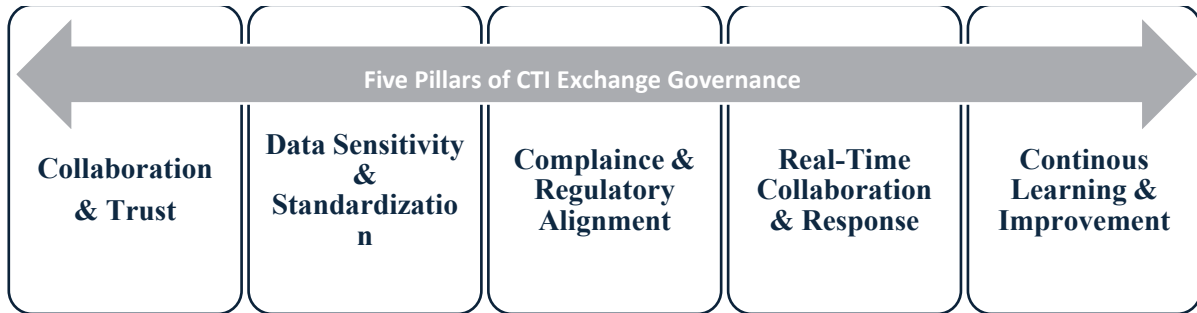 Five Pillars of CTI Exchange Governance
Collaboration
& Trust
Data Sensitivity
&
Standardizatio
n
Complaince &
Regulatory
Alignment
Real-Time
Collaboration
& Response
Continous
Learning &
Improvement